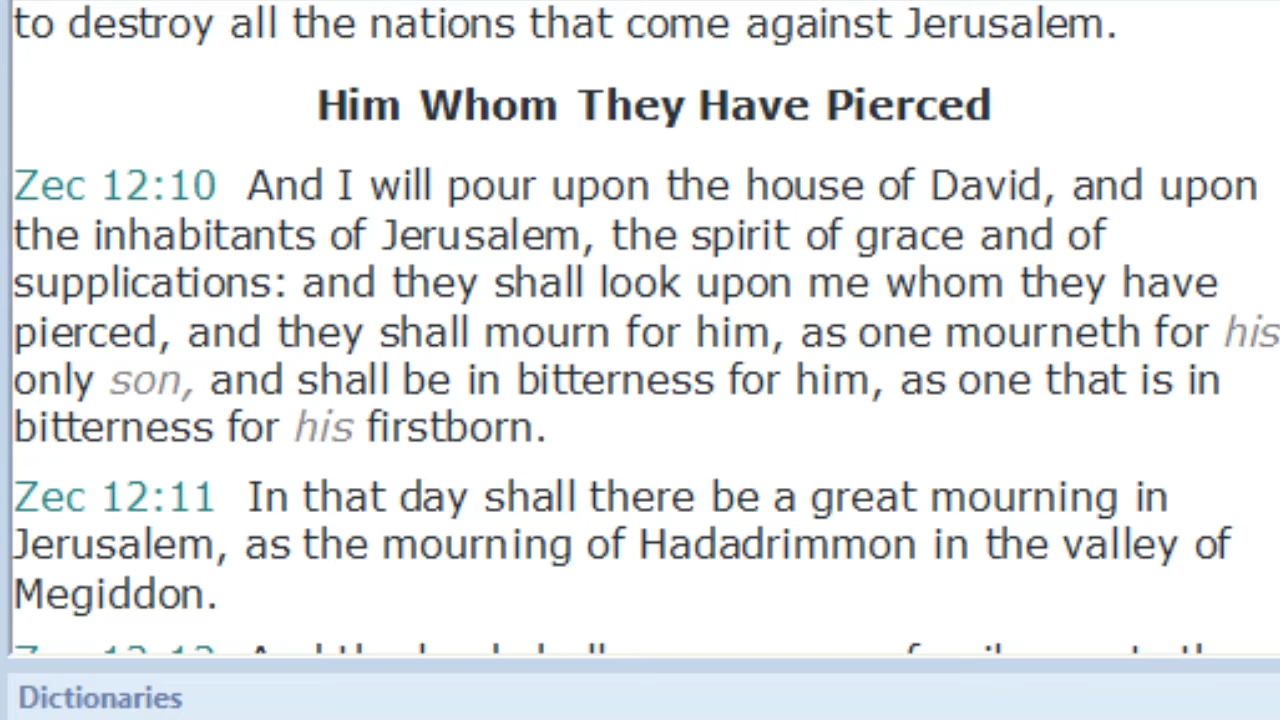 to destroy all the nations that come against Jerusalem.
Him Whom They Have Pierced
Zec 12:10 And I will pour upon the house of David, and upon
the inhabitants of Jerusalem, the spirit of grace and of
supplications: and they shall look upon me whom they have
pierced, and they shall mourn for him, as one mourneth for his
only son, and shall be in bitterness for him, as one that is in
bitterness for his firstborn.
Zec 12:11 In that day shall there be a great mourning in
Jerusalem, as the mourning of Hadadrimmon in the valley of
Megiddon.
Dictionaries